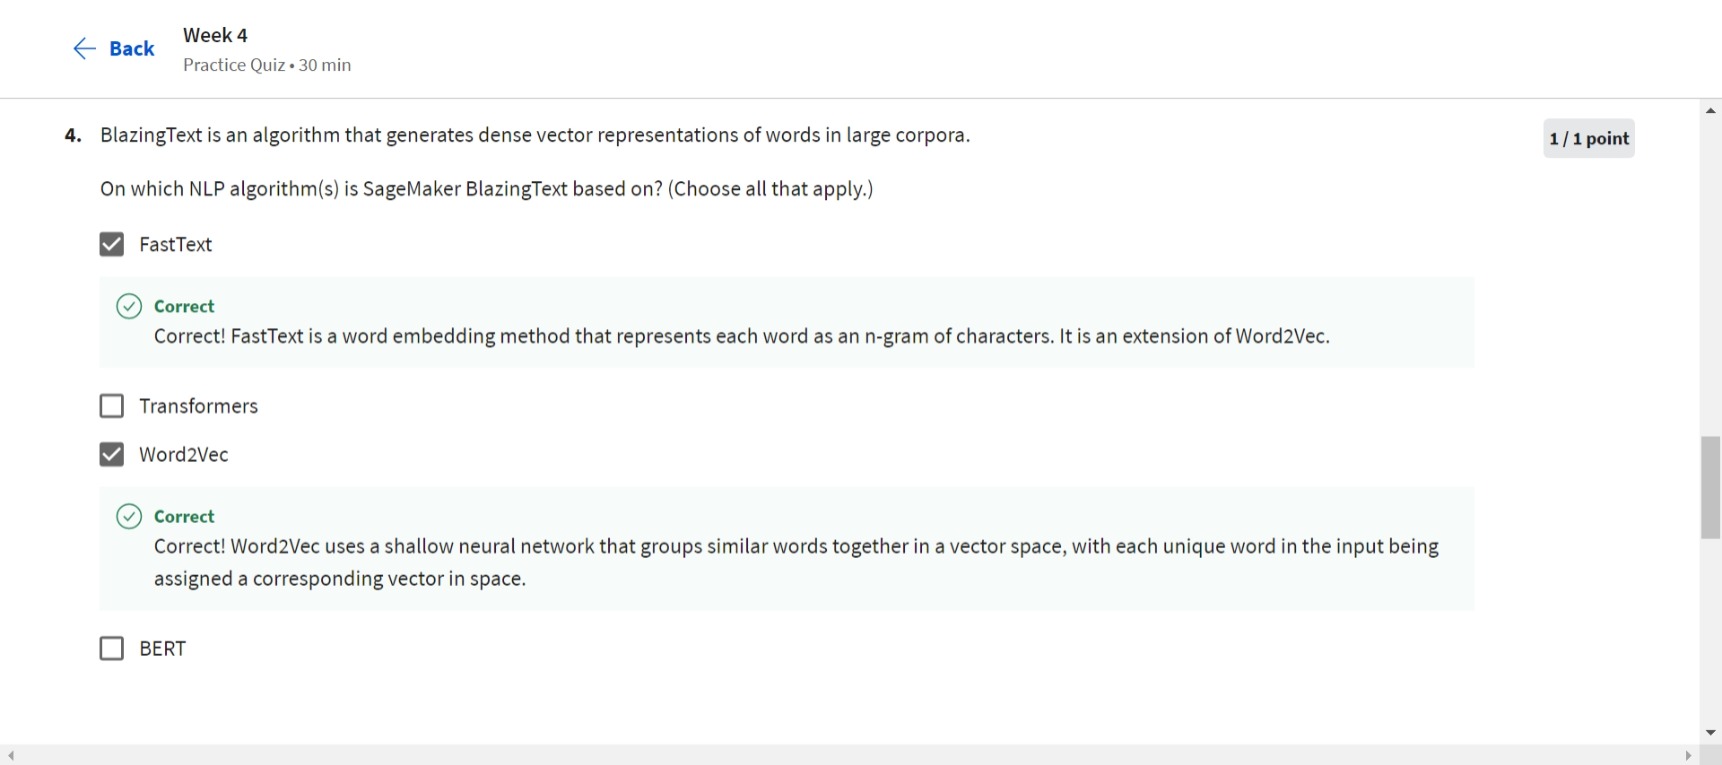 Back
Week 4
Practice Quiz • 30 min
4. BlazingText is an algorithm that generates dense vector representations of words in large corpora.
1 / 1 point
On which NLP algorithm(s) is SageMaker BlazingText based on? (Choose all that apply.)
FastText
Correct
Correct! FastText is a word embedding method that represents each word as an n-gram of characters. It is an extension of Word2Vec.
Transformers
Word2Vec
Correct
Correct! Word2Vec uses a shallow neural network that groups similar words together in a vector space, with each unique word in the input being
assigned a corresponding vector in space.
BERT